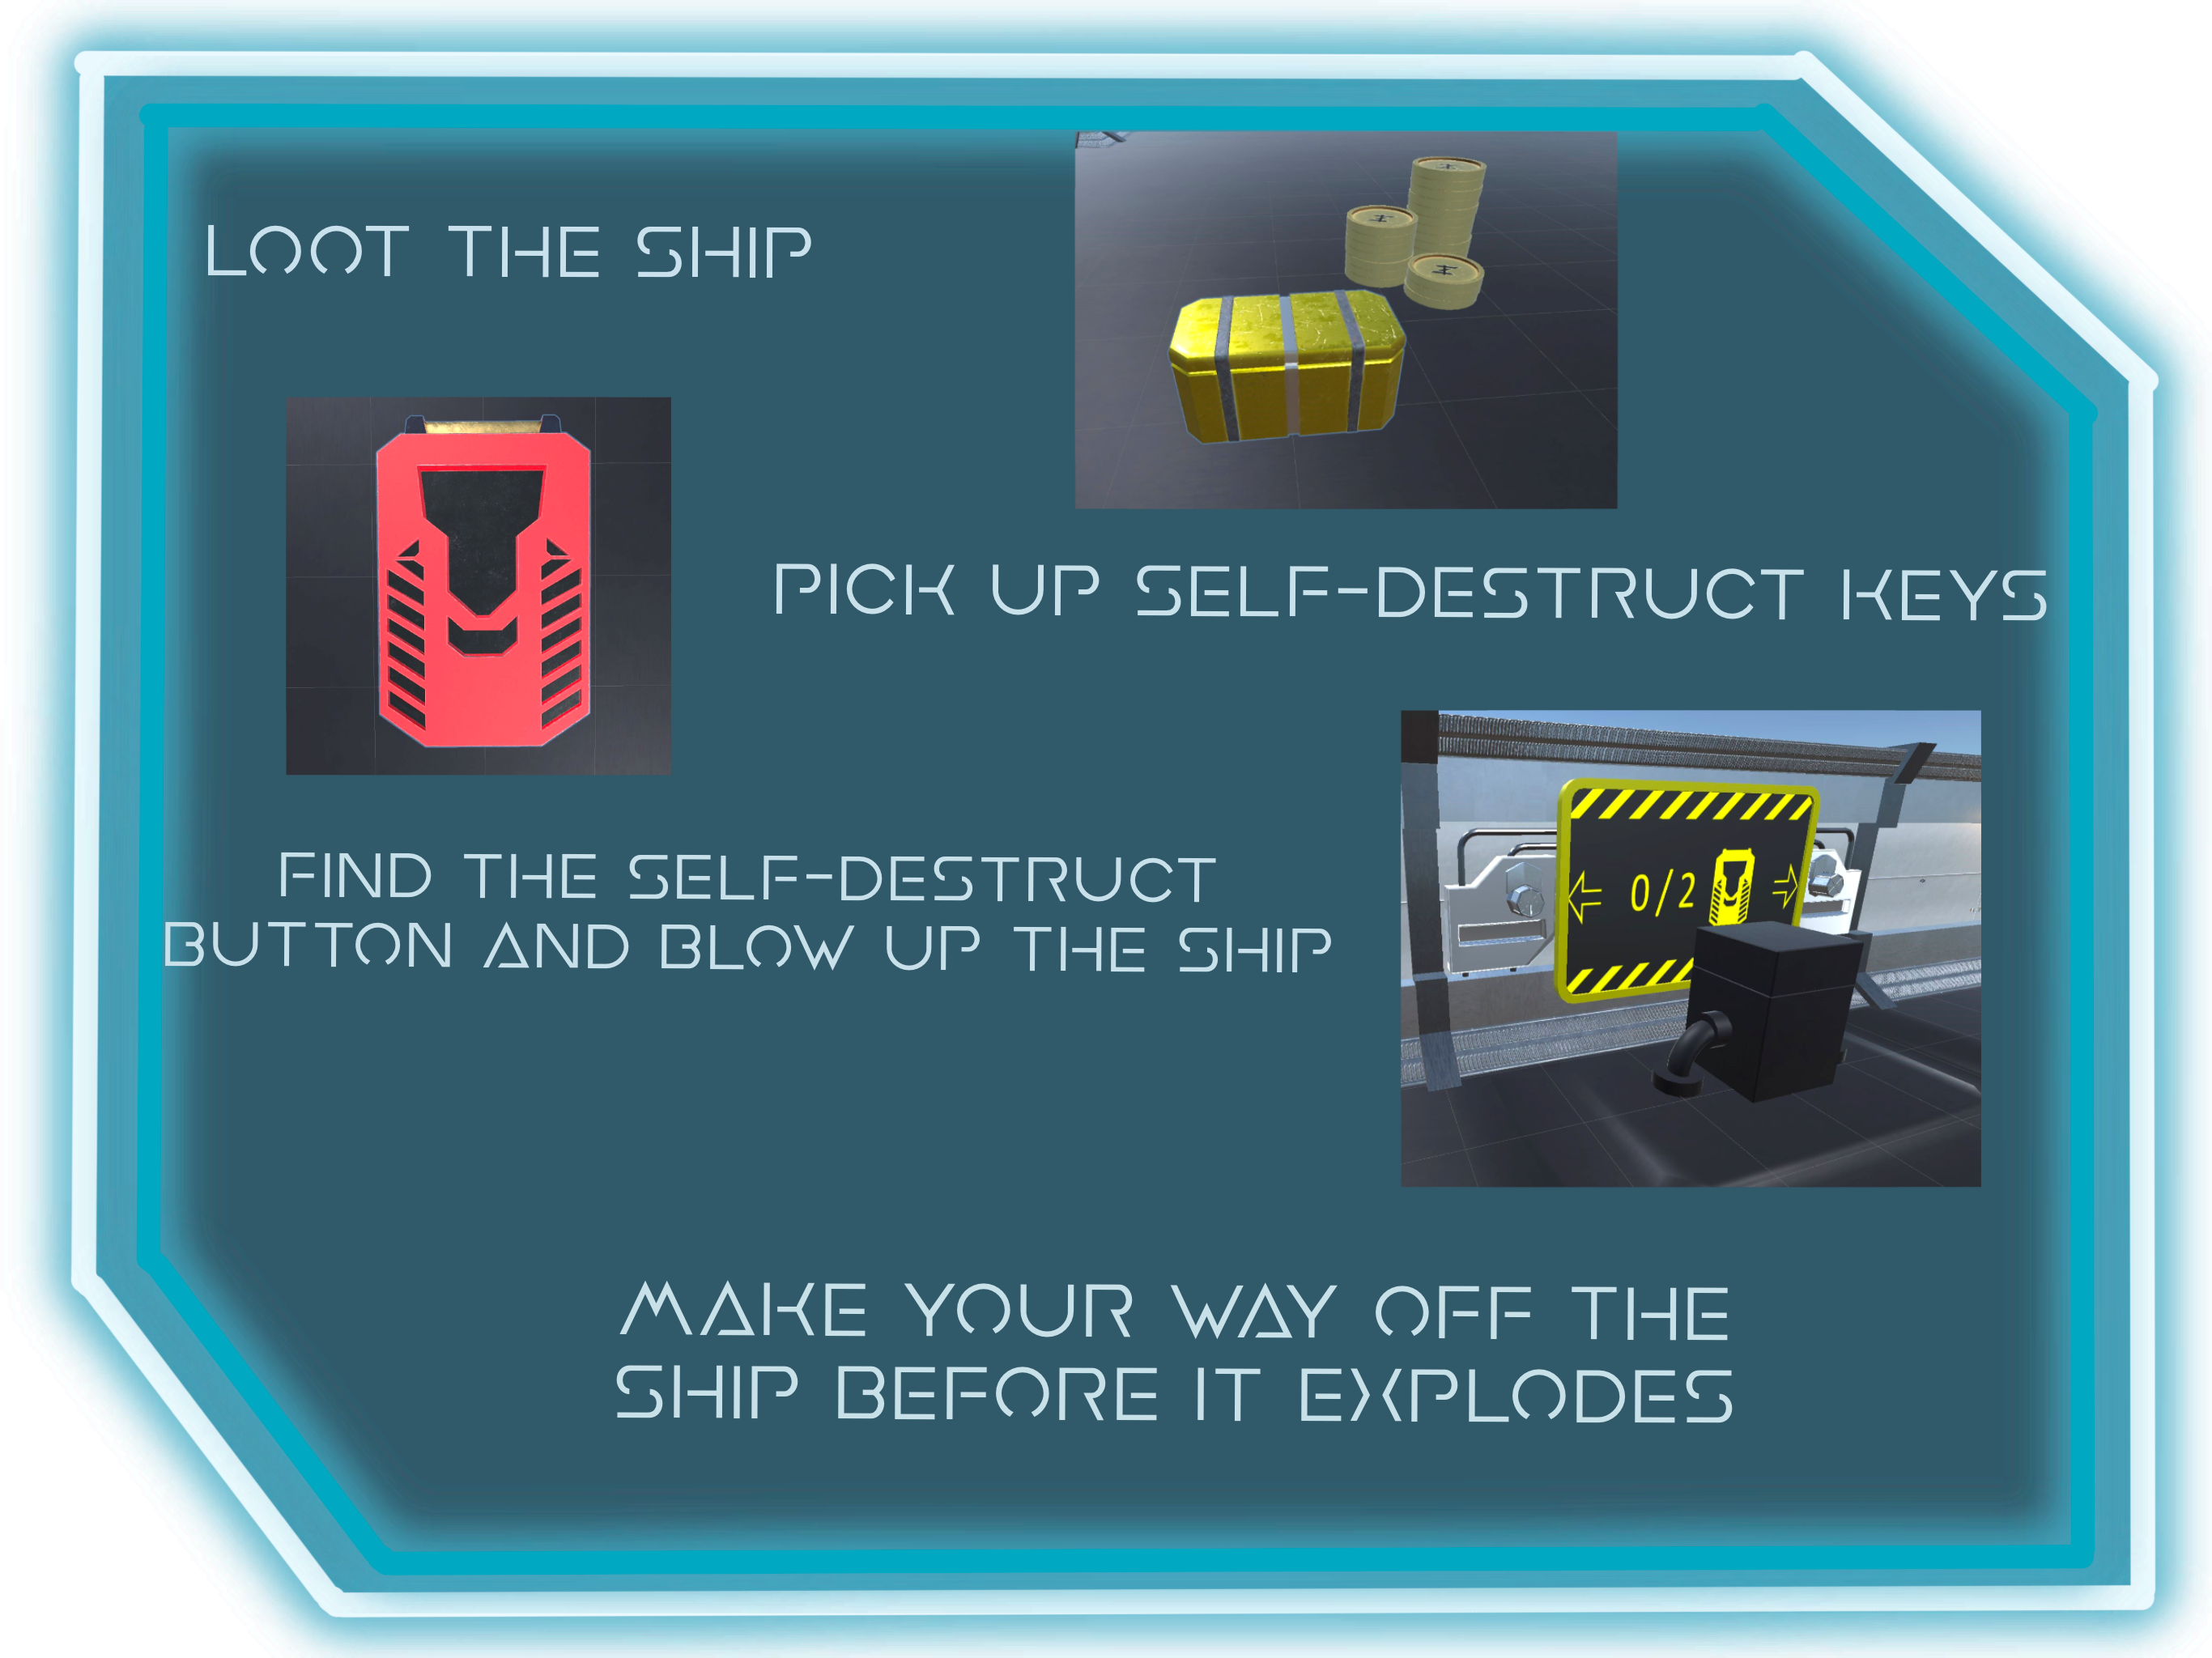 LOOT THE SHIP
PICK UP SELF-DESTRUCT KEYS
FIND THE SELF-DESTRUCT
BUTTON AND BLOW UP THE SHIP
0/2
MAKE YOUR WAY OFF THE
SHIP BEFORE IT EXPLODES